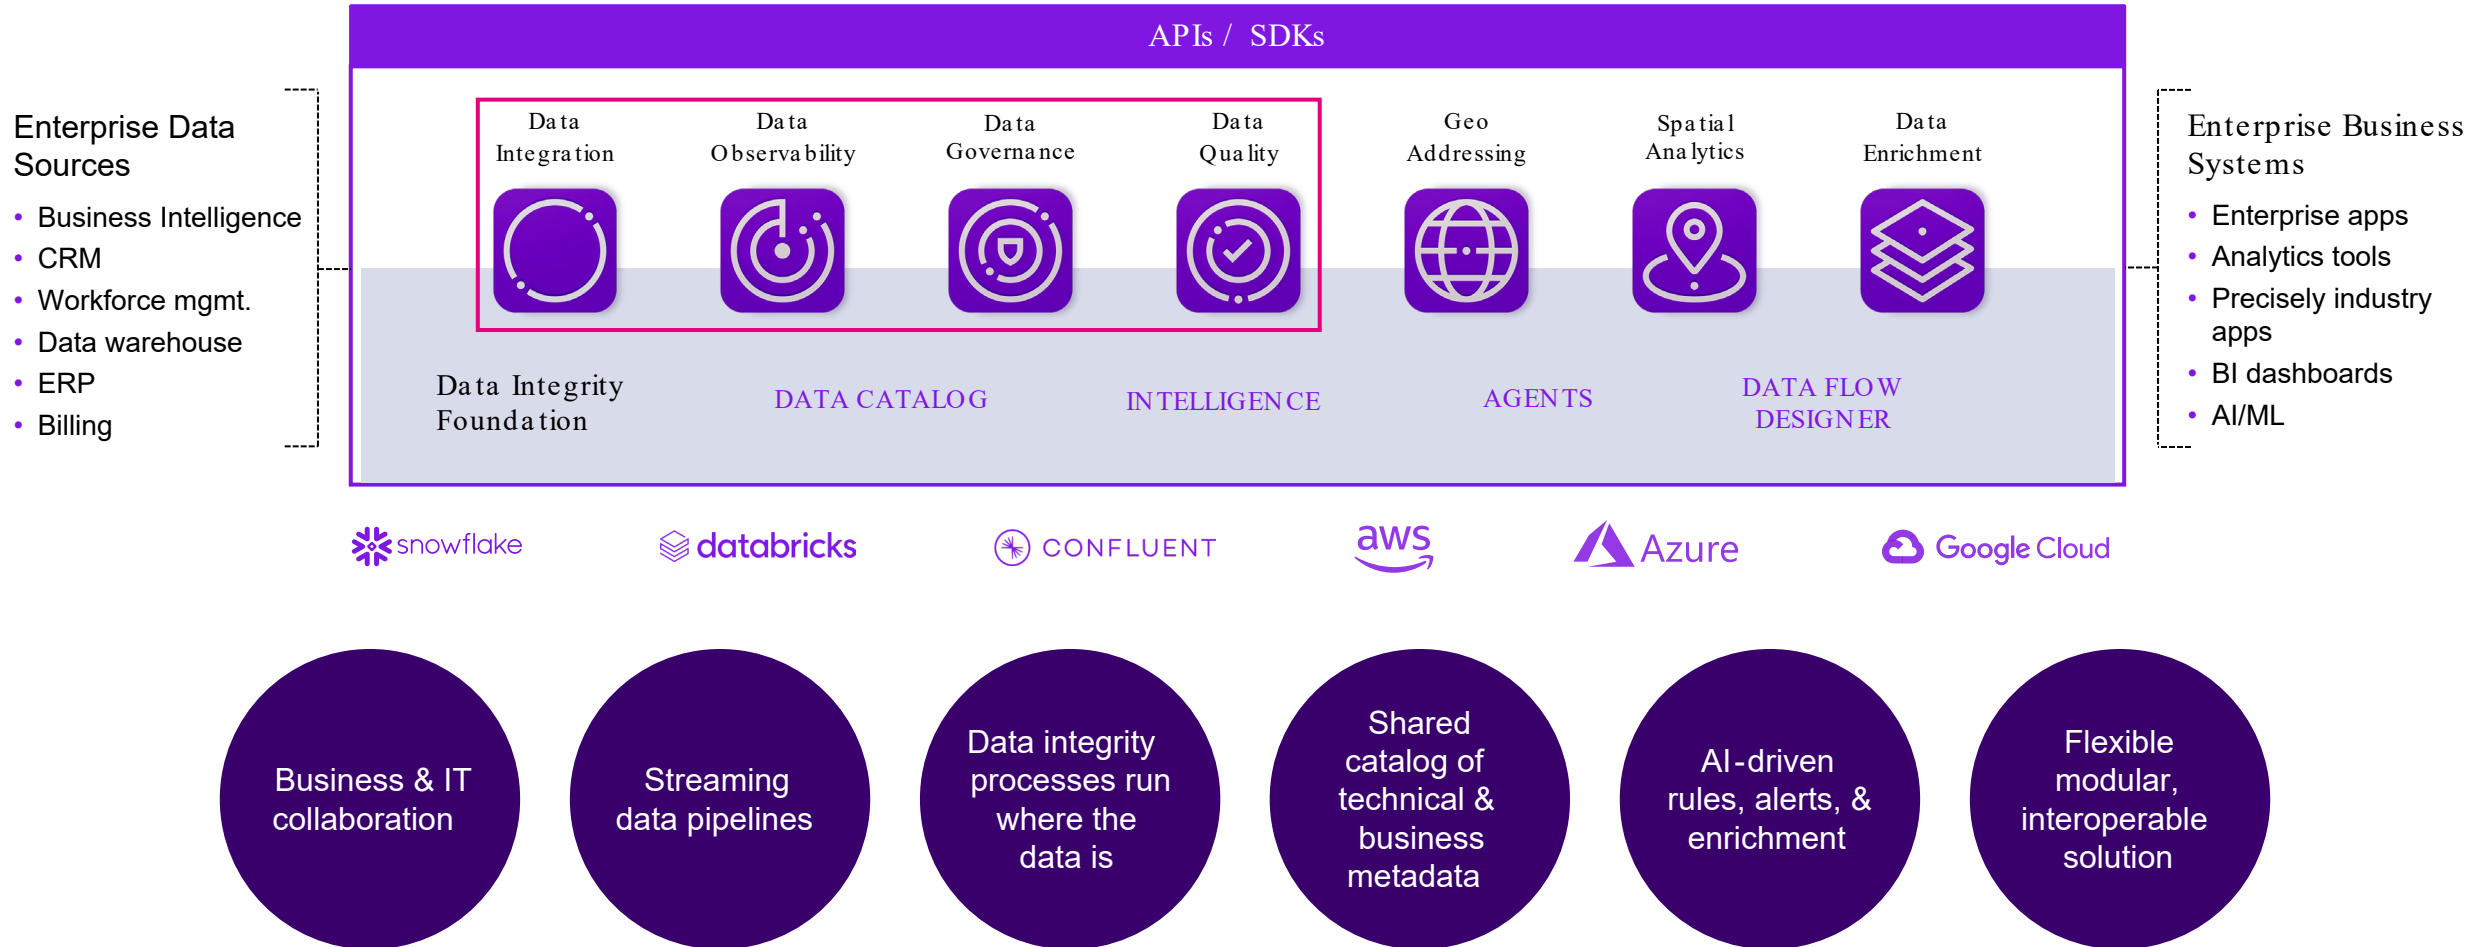 APIs / SDKs
Enterprise Data
Sources
• Business Intelligence
• CRM
• Workforce mgmt.
• Data warehouse
• ERP
• Billing
Data
Integration
Data
Observability
Data
Governance
Data
Quality
Geo
Addressing
Spatial
Analytics
Data
Enrichment
Data Integrity
Foundation
DATA CATALOG
INTELLIGENCE
AGENTS
DATA FLOW
DESIGNER
Enterprise Business
Systems
• Enterprise apps
• Analytics tools
• Precisely industry
apps
• BI dashboards
• AI/ML
snowflake
databricks
CONFLUENT
aws
Azure
Google Cloud
Business & IT
collaboration
Streaming
data pipelines
Data integrity
processes run
where the
data is
Shared
catalog of
technical &
business
metadata
AI-driven
rules, alerts, &
enrichment
Flexible
modular,
interoperable
solution